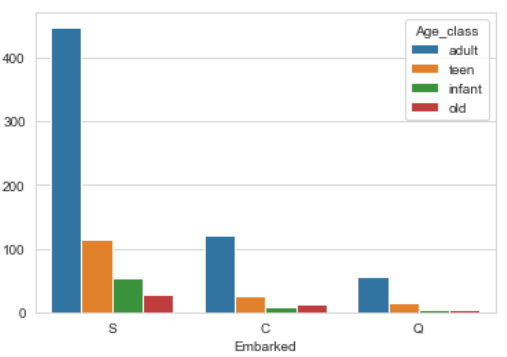 Age_class
adult
teen
infant
old
400
300
200
100
0
S C Q
Embarked